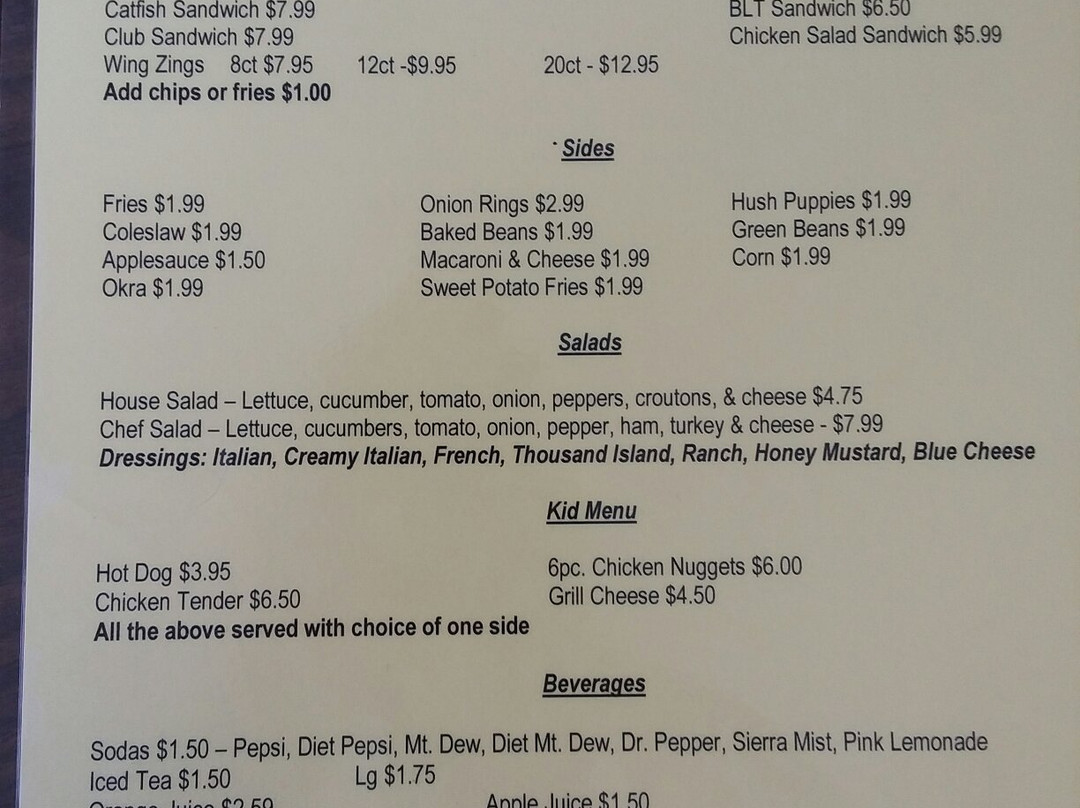 Catfish Sandwich $7.99 BLT Sandwich $6.50
Club Sandwich $7.99 Chicken Salad Sandwich $5.99
Wing Zings 8ct $7.95 12ct -$9.95 20ct - $12.95
Add chips or fries $1.00
Sides
Fries $1.99 Onion Rings $2.99 Hush Puppies $1.99
Coleslaw $1.99 Baked Beans $1.99 Green Beans $1.99
Applesauce $1.50 Macaroni & Cheese $1.99 Corn $1.99
Okra $1.99 Sweet Potato Fries $1.99
Salads
House Salad – Lettuce, cucumber, tomato, onion, peppers, croutons, & cheese $4.75
Chef Salad – Lettuce, cucumbers, tomato, onion, pepper, ham, turkey & cheese - $7.99
Dressings: Italian, Creamy Italian, French, Thousand Island, Ranch, Honey Mustard, Blue Cheese
Kid Menu
Hot Dog $3.95 6pc. Chicken Nuggets $6.00
Chicken Tender $6.50 Grill Cheese $4.50
All the above served with choice of one side
Beverages
Sodas $1.50 – Pepsi, Diet Pepsi, Mt. Dew, Diet Mt. Dew, Dr. Pepper, Sierra Mist, Pink Lemonade
Iced Tea $1.50 Lg $1.75
Orange Juice Apple Juice $1.50